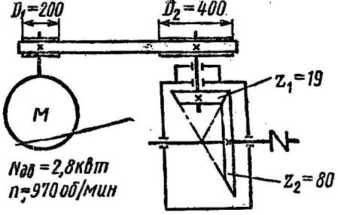 D₁=200
D₂=400
Z₁=19
M
N
Nдв=2,8квт
n=970об/мин
Z₂=80